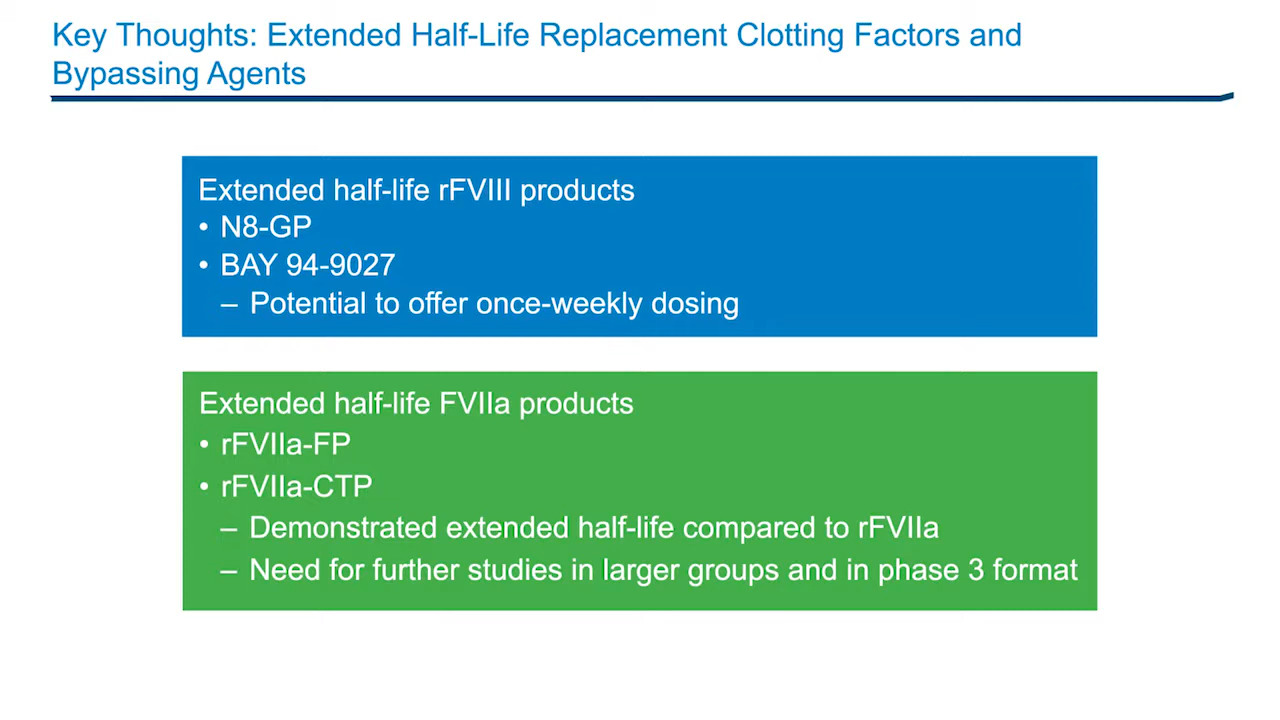 Key Thoughts: Extended Half-Life Replacement Clotting Factors and
Bypassing Agents
Extended half-life rFVIII products
• N8-GP
• BAY 94-9027
– Potential to offer once-weekly dosing
Extended half-life FVIIa products
• rFVIIa-FP
• rFVIIa-CTP
– Demonstrated extended half-life compared to rFVIIa
– Need for further studies in larger groups and in phase 3 format